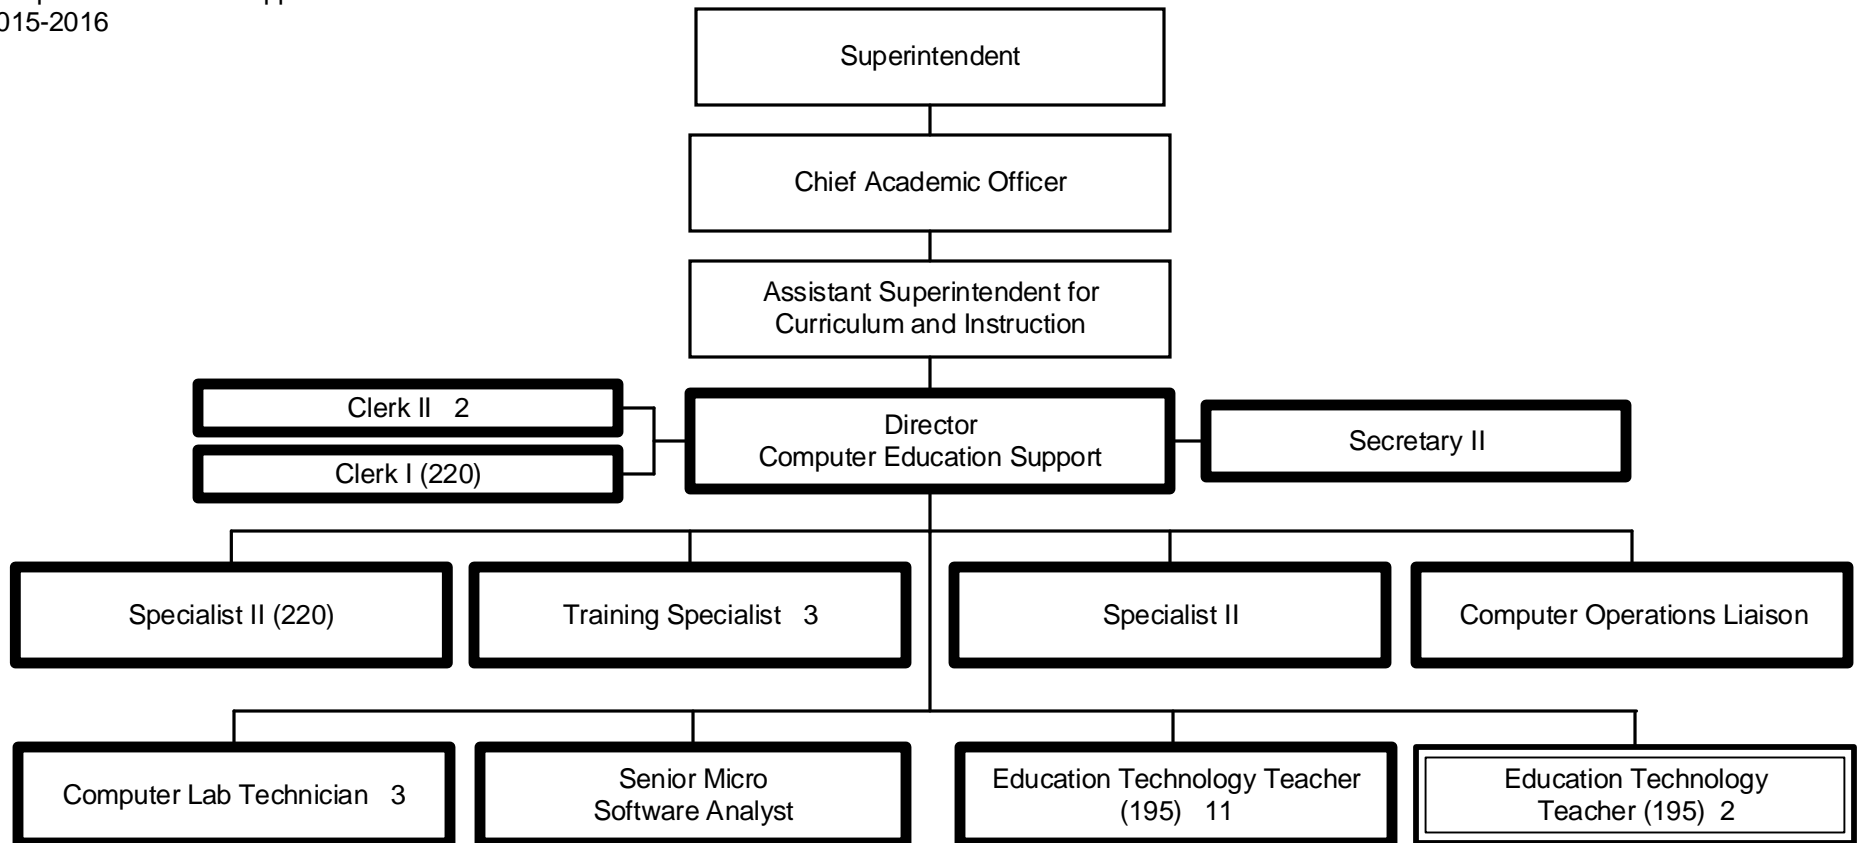 015-2016
Superintendent
Chief Academic Officer
Assistant Superintendent for
Curriculum and Instruction
Clerk II 2
Clerk I (220)
Director
Computer Education Support
Secretary II
Specialist II (220)
Training Specialist 3
Specialist II
Computer Operations Liaison
Computer Lab Technician 3
Senior Micro
Software Analyst
Education Technology Teacher
(195) 11
Education Technology
Teacher (195) 2